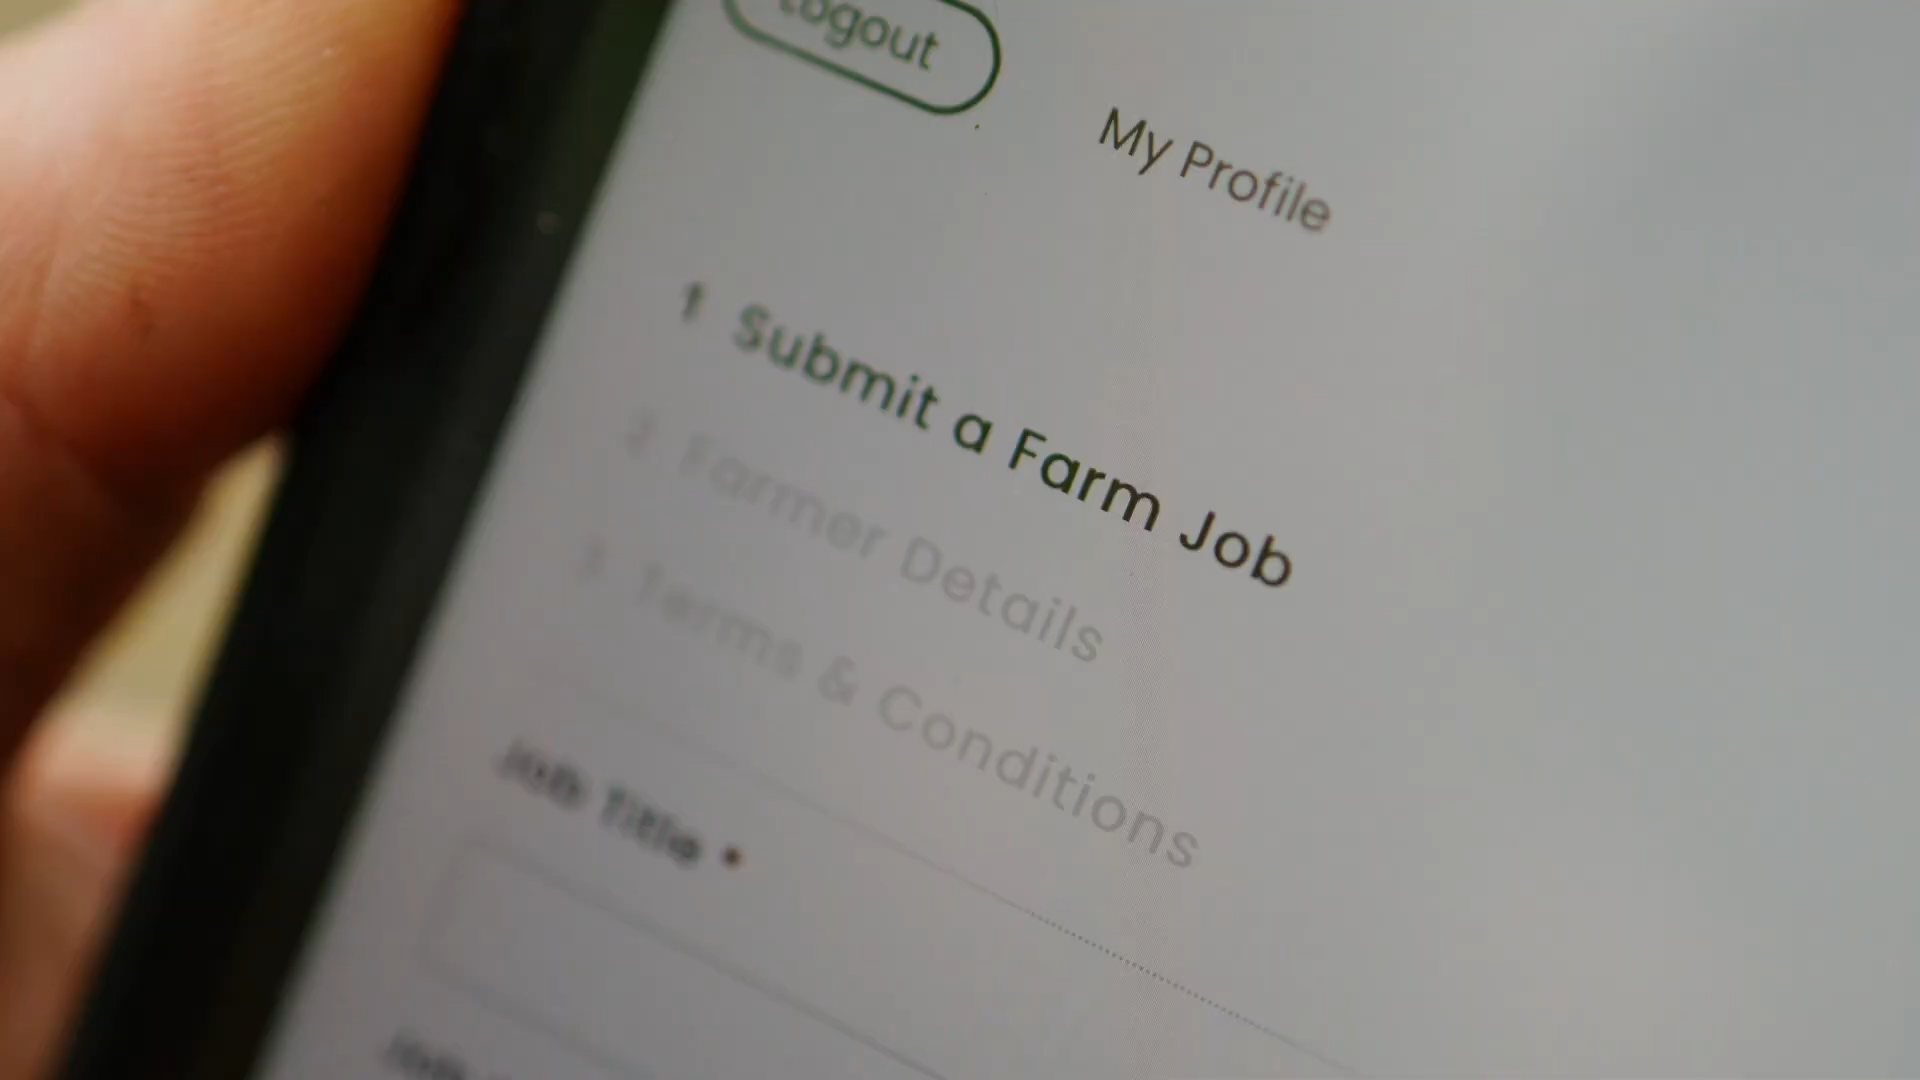 Logout
My Profile
1 Submit a Farm Job
2 Farmer Details
3 Terms & Conditions
Job Title *